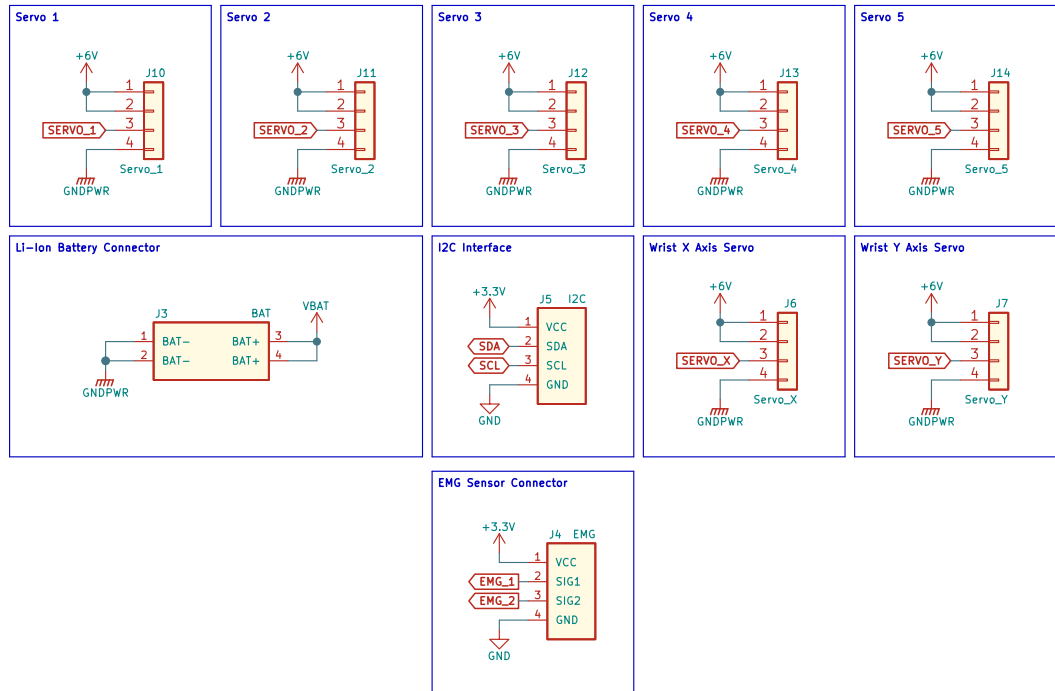 Servo 1
+6V
J10
1
2
SERVO_1
3
4
Servo_1
GNDPWR
Servo 2
+6V
J11
1
2
SERVO_2
3
4
Servo_2
GNDPWR
Servo 3
+6V
J12
1
2
SERVO_3
3
4
Servo_3
GNDPWR
Servo 4
+6V
J13
1
2
SERVO_4
3
4
Servo_4
GNDPWR
Servo 5
+6V
J14
1
2
SERVO_5
3
4
Servo_5
GNDPWR
Li-Ion Battery Connector
VBAT
J3 BAT
1 BAT- BAT+ 3
2 BAT- BAT+ 4
GNDPWR
I2C Interface
+3.3V
J5 I2C
1 VCC
SDA 2 SDA
SCL 3 SCL
4 GND
GND
Wrist X Axis Servo
+6V
J6
1
2
SERVO_X
3
4
Servo_X
GNDPWR
Wrist Y Axis Servo
+6V
J7
1
2
SERVO_Y
3
4
Servo_Y
GNDPWR
EMG Sensor Connector
+3.3V
J4 EMG
1 VCC
EMG_1 2 SIG1
EMG_2 3 SIG2
4 GND
GND